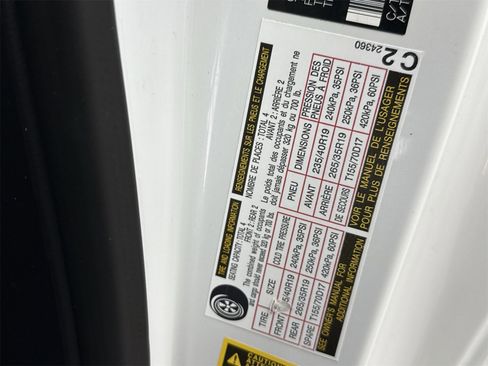 TIRE AND LOADING INFORMATION
SEATING CAPACITY: TOTAL 4
FRONT 2: REAR 2
The combined weight of occupants
and cargo should never exceed 320 kg or 700 lb.
TIRE SIZE COLD TIRE PRESSURE
FRONT 5/40R19 240kPa, 35PSI
REAR 265/35R19 250kPa, 36PSI
SPARE T155/70D17 420kPa, 60PSI
SEE OWNER'S MANUAL FOR
ADDITIONAL INFORMATION
RENSEIGNEMENTS SUR LES PNEUS ET LE CHARGEMENT
NOMBRE DE PLACES: TOTAL 4
AVANT 2: ARRIÈRE 2
Le poids total des occupants et du chargement ne
doit jamais dépasser 320 kg ou 700 lb.
PNEU DIMENSIONS PRESSION DES PNEUS À FROID
AVANT 235/40R19 240kPa, 35PSI
ARRIÈRE 265/35R19 250kPa, 36PSI
DE SECOURS T155/70D17 420kPa, 60PSI
VOIR LE MANUEL DE L'USAGER
POUR PLUS DE RENSEIGNEMENTS
C2
24360
C/T
A/T
CAUTION